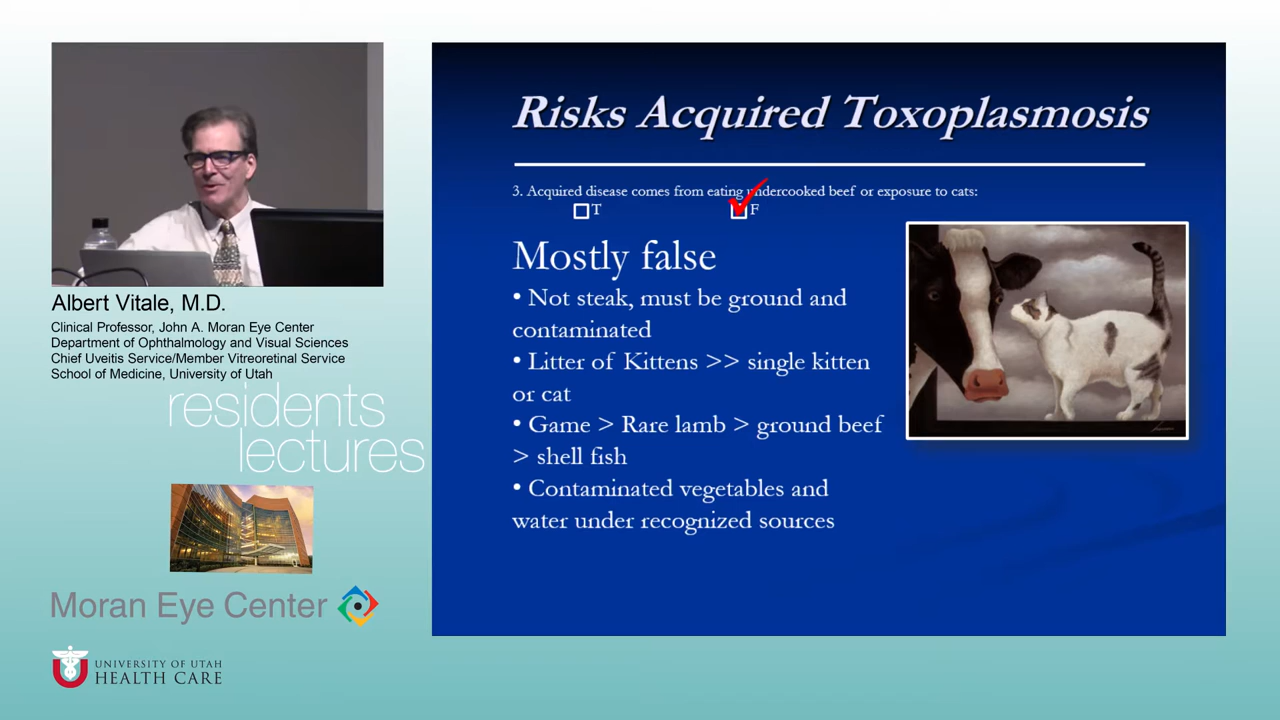 Albert Vitale, M.D.
Clinical Professor, John A. Moran Eye Center
Department of Ophthalmology and Visual Sciences
Chief Uveitis Service/Member Vitreoretinal Service
School of Medicine, University of Utah
residents
lectures
Moran Eye Center
UNIVERSITY OF UTAH
HEALTH CARE
Risks Acquired Toxoplasmosis
3. Acquired disease comes from eating undercooked beef or exposure to cats:
T F
Mostly false
• Not steak, must be ground and
contaminated
• Litter of Kittens >> single kitten
or cat
• Game > Rare lamb > ground beef
> shell fish
• Contaminated vegetables and
water under recognized sources